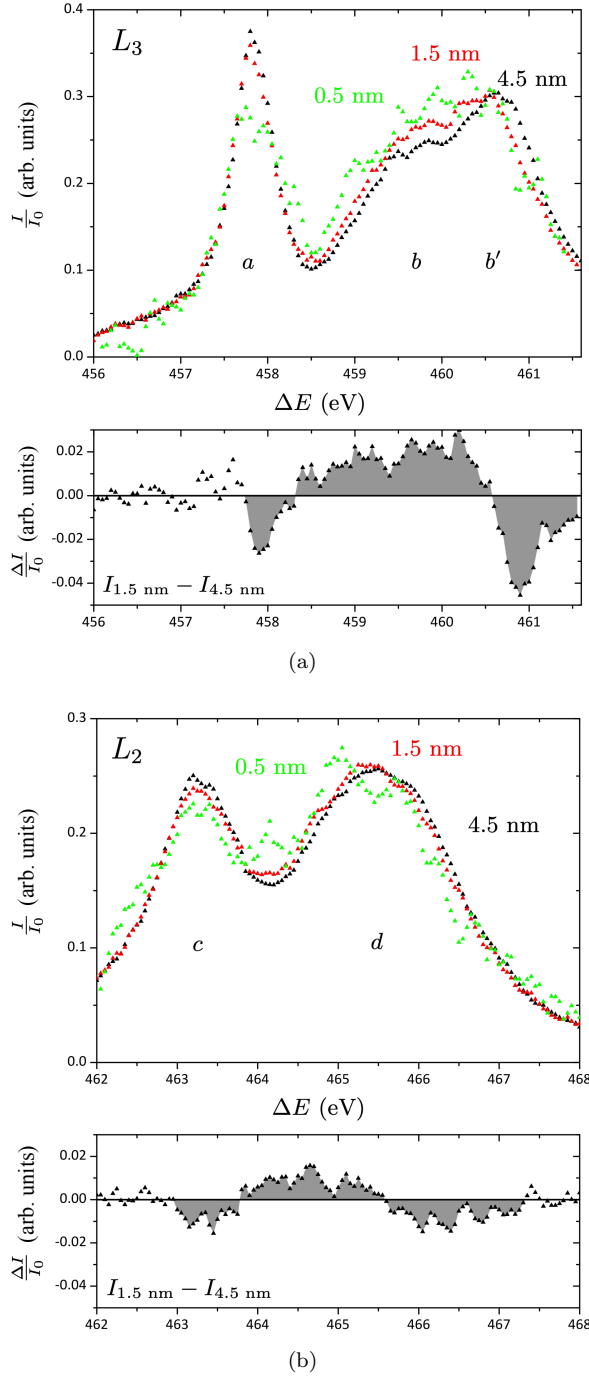 L3
1.5 nm
4.5 nm
0.5 nm
a
b
b′
0.4
0.3
0.2
0.1
0.0
I/I0 (arb. units)
456 457 458 459 460 461
ΔE (eV)
0.02
0.00
-0.02
-0.04
ΔI/I0 (arb. units)
I1.5 nm − I4.5 nm
456 457 458 459 460 461
(a)
L2
1.5 nm
0.5 nm
4.5 nm
c
d
0.3
0.2
0.1
0.0
I/I0 (arb. units)
462 463 464 465 466 467 468
ΔE (eV)
0.02
0.00
-0.02
-0.04
ΔI/I0 (arb. units)
I1.5 nm − I4.5 nm
462 463 464 465 466 467 468
(b)